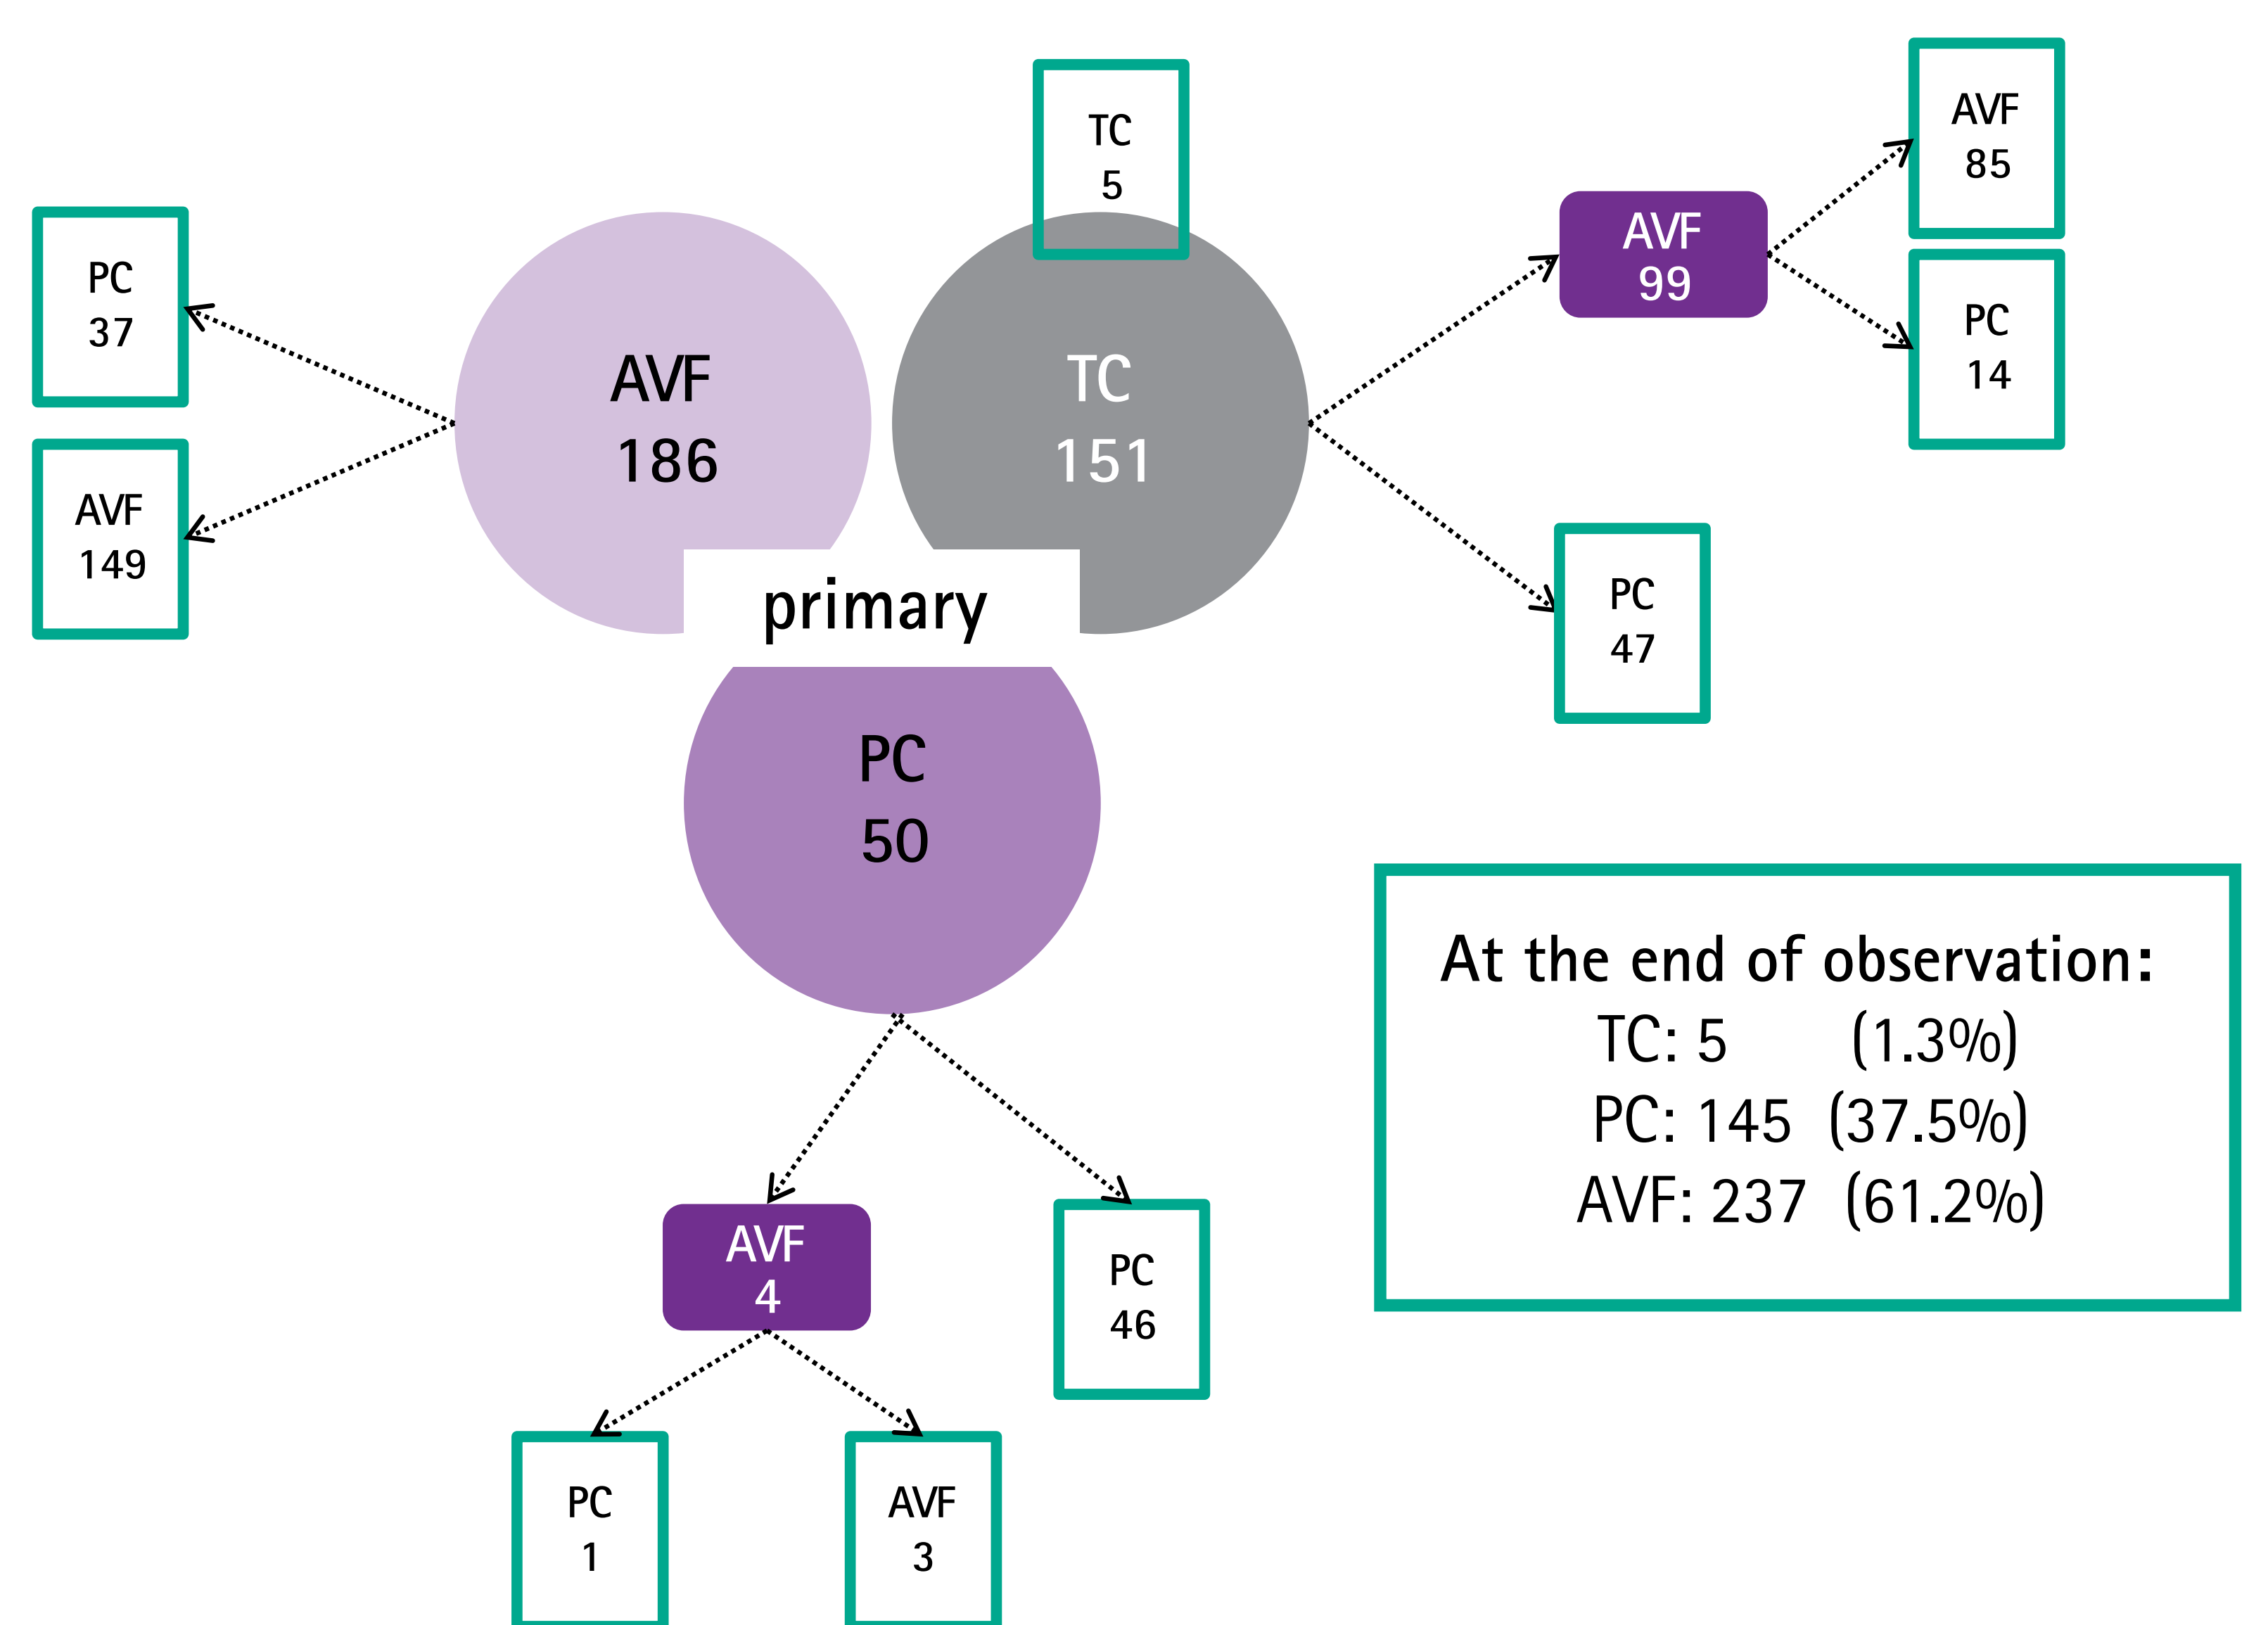 TC
5
AVF
85
AVF
99
PC
14
PC
37
AVF
186
TC
151
AVF
149
primary
PC
47
PC
50
At the end of observation:
TC: 5 (1.3%)
PC: 145 (37.5%)
AVF: 237 (61.2%)
AVF
4
PC
46
PC
1
AVF
3